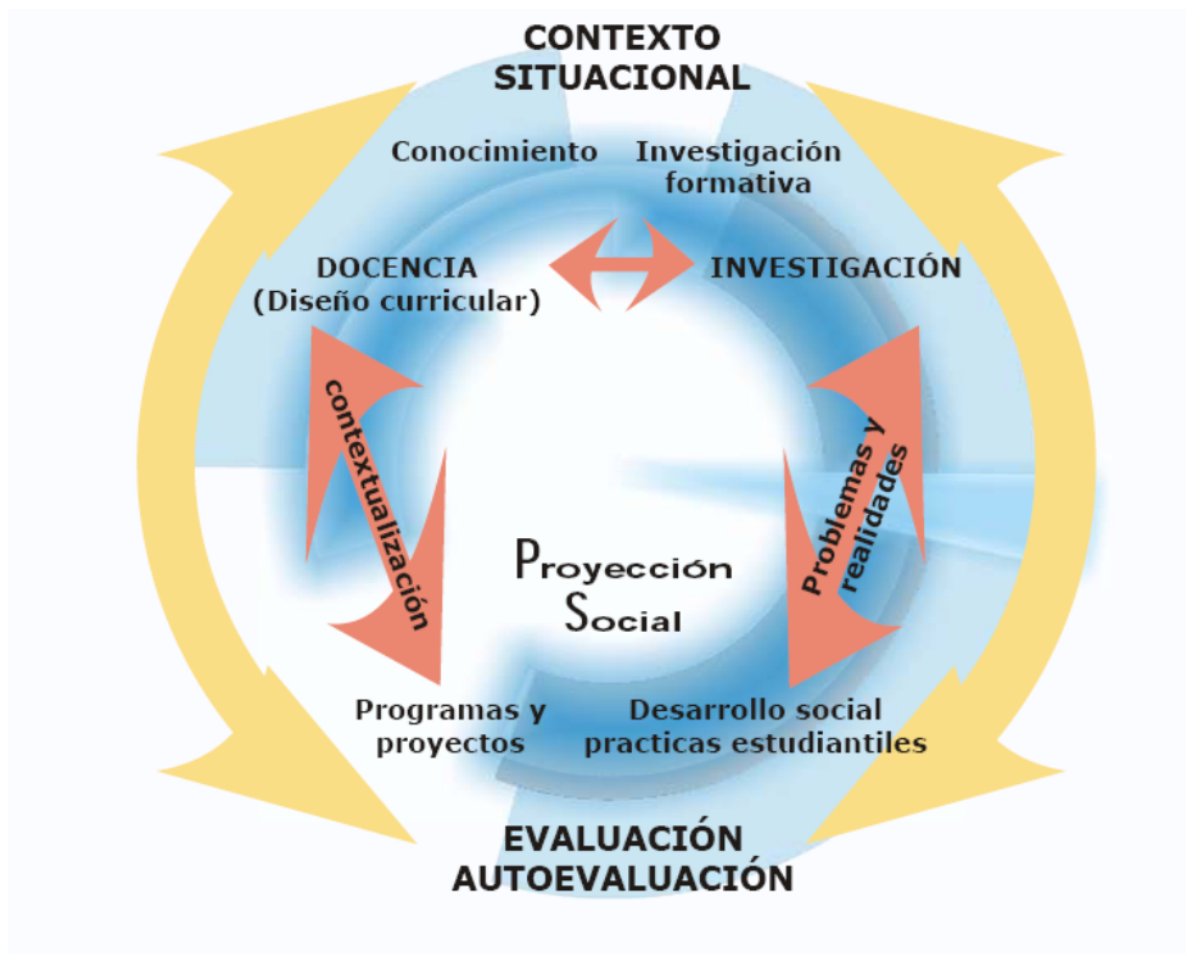 CONTEXTO
SITUACIONAL
Conocimiento
Investigación
formativa
DOCENCIA
(Diseño curricular)
INVESTIGACIÓN
contextualización
Problemas y
realidades
Proyección
Social
Programas y
proyectos
Desarrollo social
practicas estudiantiles
EVALUACIÓN
AUTOEVALUACIÓN